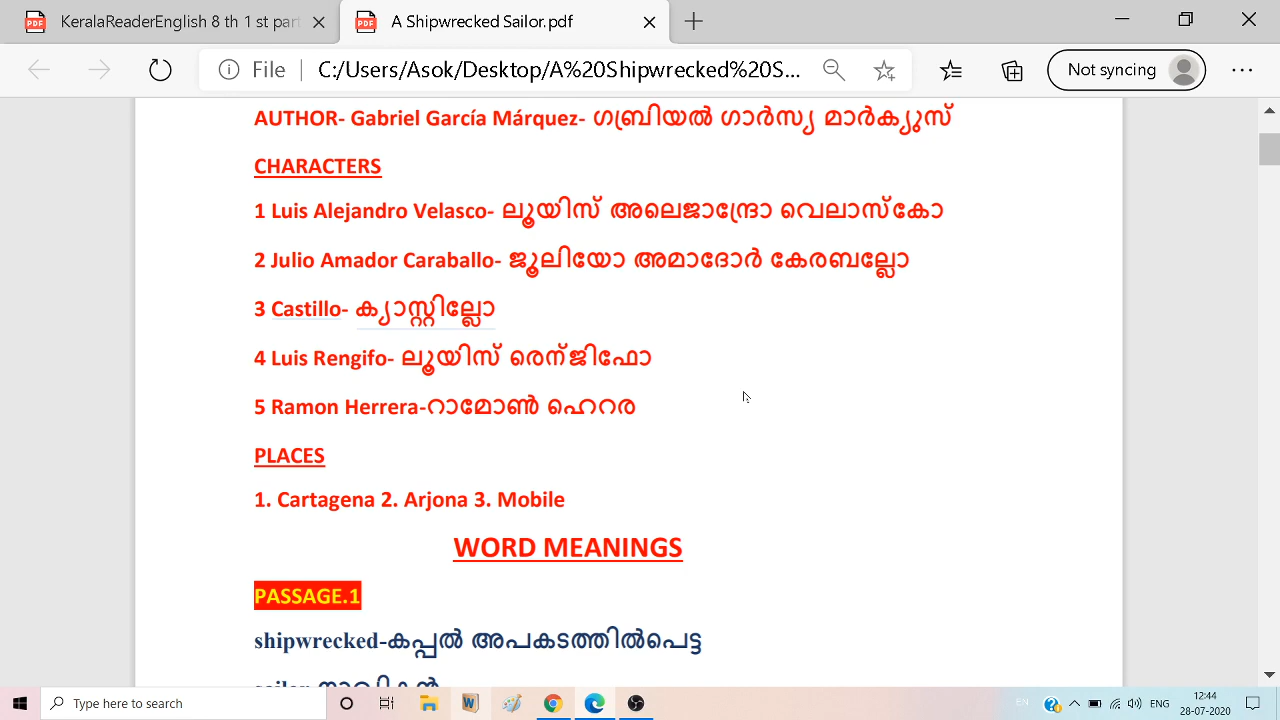 KeralaReaderEnglish 8 th 1 st part
A Shipwrecked Sailor.pdf
File
C:/Users/Asok/Desktop/A%20Shipwrecked%20S...
Not syncing
AUTHOR- Gabriel García Márquez- ഗബ്രിയൽ ഗാർസ്യ മാർക്യുസ്
CHARACTERS
1 Luis Alejandro Velasco- ലൂയിസ് അലെജാന്ദ്രോ വെലാസ്കോ
2 Julio Amador Caraballo- ജൂലിയോ അമാദോർ കേരബല്ലോ
3 Castillo- ക്യാസ്റ്റില്ലോ
4 Luis Rengifo- ലൂയിസ് രെന്ജിഫോ
5 Ramon Herrera-റാമോൺ ഹെററ
PLACES
1. Cartagena 2. Arjona 3. Mobile
WORD MEANINGS
PASSAGE.1
shipwrecked-കപ്പൽ അപകടത്തിൽപെട്ട
Type here to search
ENG
12:44
28-07-2020